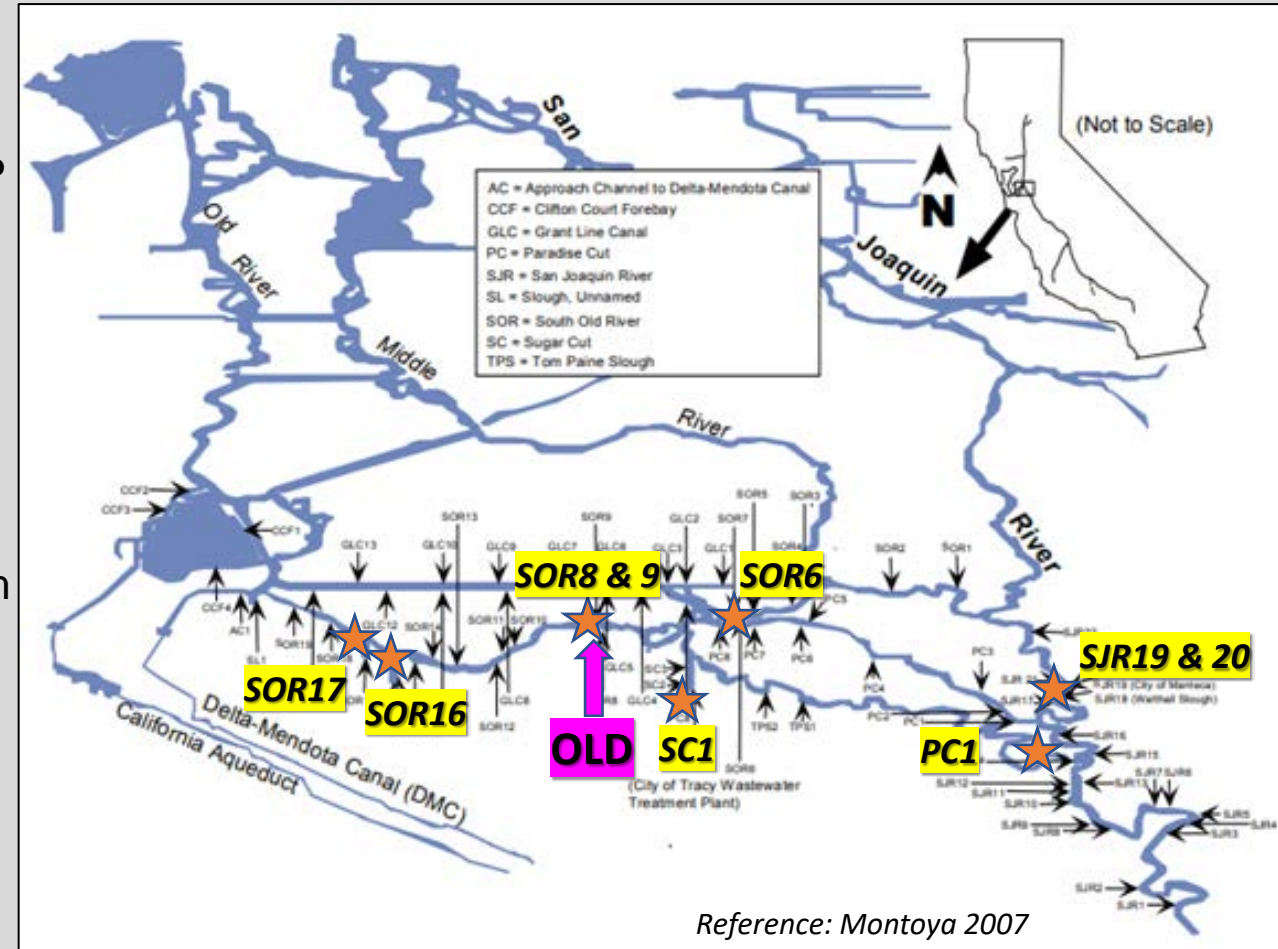 San
(Not to Scale)
N
AC = Approach Channel to Delta-Mendota Canal
CCF = Clifton Court Forebay
GLC = Grant Line Canal
PC = Paradise Cut
SJR = San Joaquin River
SL = Slough, Unnamed
SOR = South Old River
SC = Sugar Cut
TPS = Tom Paine Slough
Old
River
Joaquin
Middle
River
River
CCF2
CCF3
CCF1
CCF4
SOR13
SOR9
SOR5
SOR3
GLC2
SOR7
GLC13
GLC10
GLC9
GLC7
GLC3
GLC1
SOR2
SOR1
SOR8 & 9
SOR6
PC5
AC1
SL1
GLC12
SOR14
SOR11
SOR10
SOR17
SOR16
GLC5
GLC4
SC3
SC2
PC8
PC7
PC6
PC4
PC3
SJR19 & 20
SJR19 (City of Manteca)
SJR18 (Walthall Slough)
SOR12
OLD
SC1
TPS2
TPS1
PC2
PC1
PC1
SJR16
SJR15
SOR6
(City of Tracy Wastewater
Treatment Plant)
SJR12
SJR11
SJR10
SJR13
SJR7
SJR6
SJR5
SJR4
SJR3
SJR9
SJR8
SJR2
SJR1
Delta-Mendota Canal (DMC)
California Aqueduct
Reference: Montoya 2007